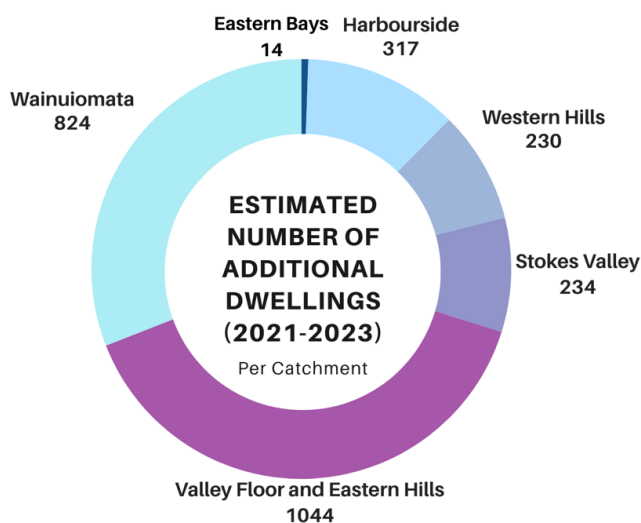 Eastern Bays
14
Harbourside
317
Wainuiomata
824
Western Hills
230
ESTIMATED
NUMBER OF
ADDITIONAL
DWELLINGS
(2021-2023)
Per Catchment
Stokes Valley
234
Valley Floor and Eastern Hills
1044